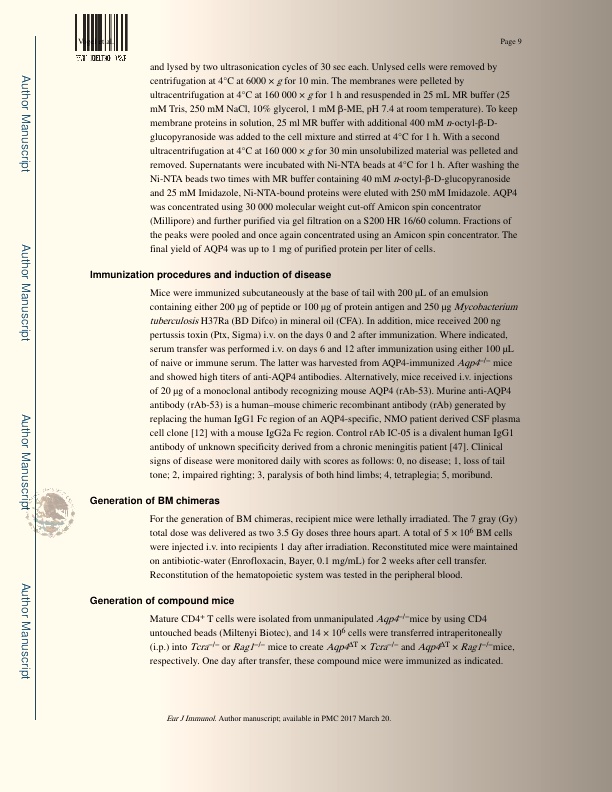 Page 9
and lysed by two ultrasonication cycles of 30 sec each. Unlysed cells were removed by
centrifugation at 4°C at 6000 × g for 10 min. The membranes were pelleted by
ultracentrifugation at 4°C at 160 000 × g for 1 h and resuspended in 25 mL MR buffer (25
mM Tris, 250 mM NaCl, 10% glycerol, 1 mM β-ME, pH 7.4 at room temperature). To keep
membrane proteins in solution, 25 ml MR buffer with additional 400 mM n-octyl-β-D-
glucopyranoside was added to the cell mixture and stirred at 4°C for 1 h. With a second
ultracentrifugation at 4°C at 160 000 × g for 30 min unsolubilized material was pelleted and
removed. Supernatants were incubated with Ni-NTA beads at 4°C for 1 h. After washing the
Ni-NTA beads two times with MR buffer containing 40 mM n-octyl-β-D-glucopyranoside
and 25 mM Imidazole, Ni-NTA-bound proteins were eluted with 250 mM Imidazole. AQP4
was concentrated using 30 000 molecular weight cut-off Amicon spin concentrator
(Millipore) and further purified via gel filtration on a S200 HR 16/60 column. Fractions of
the peaks were pooled and once again concentrated using an Amicon spin concentrator. The
final yield of AQP4 was up to 1 mg of purified protein per liter of cells.
Immunization procedures and induction of disease
Mice were immunized subcutaneously at the base of tail with 200 μL of an emulsion
containing either 200 μg of peptide or 100 μg of protein antigen and 250 μg Mycobacterium
tuberculosis H37Ra (BD Difco) in mineral oil (CFA). In addition, mice received 200 ng
pertussis toxin (Ptx, Sigma) i.v. on the days 0 and 2 after immunization. Where indicated,
serum transfer was performed i.v. on days 6 and 12 after immunization using either 100 μL
of naive or immune serum. The latter was harvested from AQP4-immunized Aqp4−/− mice
and showed high titers of anti-AQP4 antibodies. Alternatively, mice received i.v. injections
of 20 μg of a monoclonal antibody recognizing mouse AQP4 (rAb-53). Murine anti-AQP4
antibody (rAb-53) is a human–mouse chimeric recombinant antibody (rAb) generated by
replacing the human IgG1 Fc region of an AQP4-specific, NMO patient derived CSF plasma
cell clone [12] with a mouse IgG2a Fc region. Control rAb IC-05 is a divalent human IgG1
antibody of unknown specificity derived from a chronic meningitis patient [47]. Clinical
signs of disease were monitored daily with scores as follows: 0, no disease; 1, loss of tail
tone; 2, impaired righting; 3, paralysis of both hind limbs; 4, tetraplegia; 5, moribund.
Generation of BM chimeras
For the generation of BM chimeras, recipient mice were lethally irradiated. The 7 gray (Gy)
total dose was delivered as two 3.5 Gy doses three hours apart. A total of 5 × 10⁶ BM cells
were injected i.v. into recipients 1 day after irradiation. Reconstituted mice were maintained
on antibiotic-water (Enrofloxacin, Bayer, 0.1 mg/mL) for 2 weeks after cell transfer.
Reconstitution of the hematopoietic system was tested in the peripheral blood.
Generation of compound mice
Mature CD4⁺ T cells were isolated from unmanipulated Aqp4−/−mice by using CD4
untouched beads (Miltenyi Biotec), and 14 × 10⁶ cells were transferred intraperitoneally
(i.p.) into Tcra−/− or Rag1−/− mice to create Aqp4ΔT × Tcra−/− and Aqp4ΔT × Rag1−/−mice,
respectively. One day after transfer, these compound mice were immunized as indicated.
Eur J Immunol. Author manuscript; available in PMC 2017 March 20.
Author Manuscript
Author Manuscript
Author Manuscript
Author Manuscript